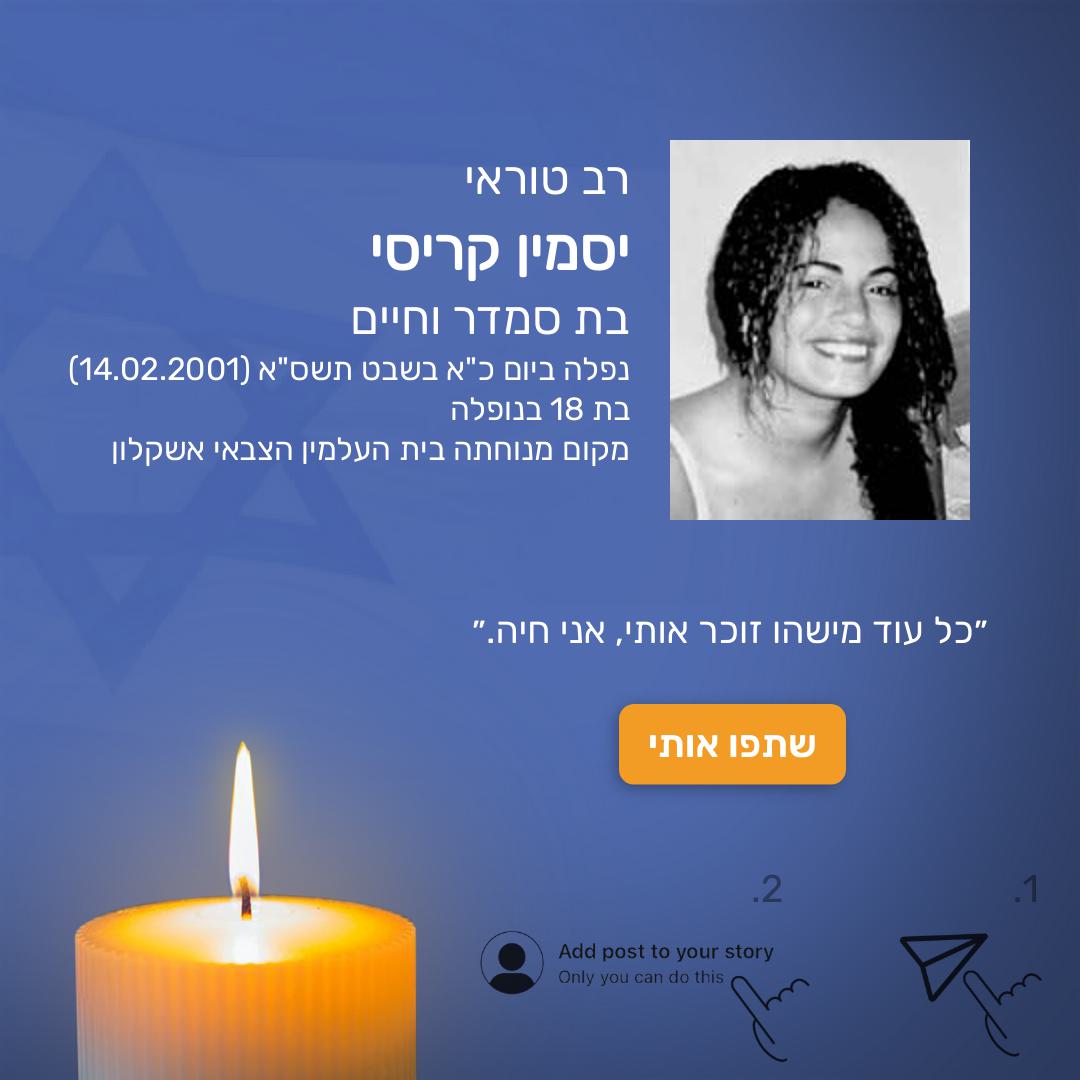 רב טוראי
יסמין קריסי
בת סמדר וחיים
נפלה ביום כ"א בשבט תשס"א (14.02.2001)
בת 18 בנופלה
מקום מנוחתה בית העלמין הצבאי אשקלון
״כל עוד מישהו זוכר אותי, אני חיה.״
שתפו אותי
.1
.2
Add post to your story
Only you can do this